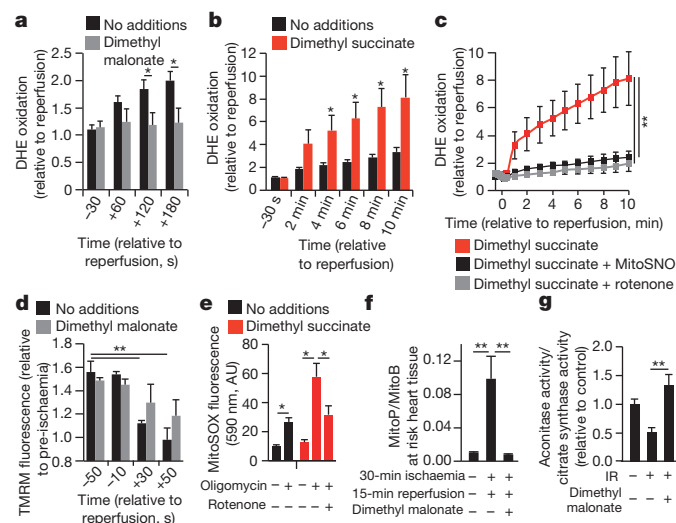 a
No additions
Dimethyl
malonate
DHE oxidation
(relative to reperfusion)
2.5
2.0
1.5
1.0
0.5
0
*
*
−30
+60
+120
+180
Time (relative to
reperfusion, s)
b
No additions
Dimethyl succinate
DHE oxidation
(relative to reperfusion)
12
10
8
6
4
2
0
*
*
*
*
−30 s
2 min
4 min
6 min
8 min
10 min
Time (relative
to reperfusion)
c
DHE oxidation
(relative to reperfusion)
10
8
6
4
2
0
**
0 2 4 6 8 10
Time (relative to reperfusion, min)
Dimethyl succinate
Dimethyl succinate + MitoSNO
Dimethyl succinate + rotenone
d
No additions
Dimethyl malonate
TMRM fluorescence (relative
to pre-ischaemia)
1.8
1.6
1.4
1.2
1.0
0.8
**
−50
−10
+30
+50
Time (relative to
reperfusion, s)
e
No additions
Dimethyl succinate
MitoSOX fluorescence
(590 nm, AU)
80
60
40
20
0
*
* *
Oligomycin − + − + +
Rotenone − − − − +
f
MitoP/MitoB
at risk heart tissue
0.12
0.08
0.04
0
** **
30-min ischaemia − + +
15-min reperfusion − + +
Dimethyl malonate − − +
g
Aconitase activity/
citrate synthase activity
(relative to control)
2.0
1.5
1.0
0.5
0.0
**
IR − + +
Dimethyl
malonate
− − +